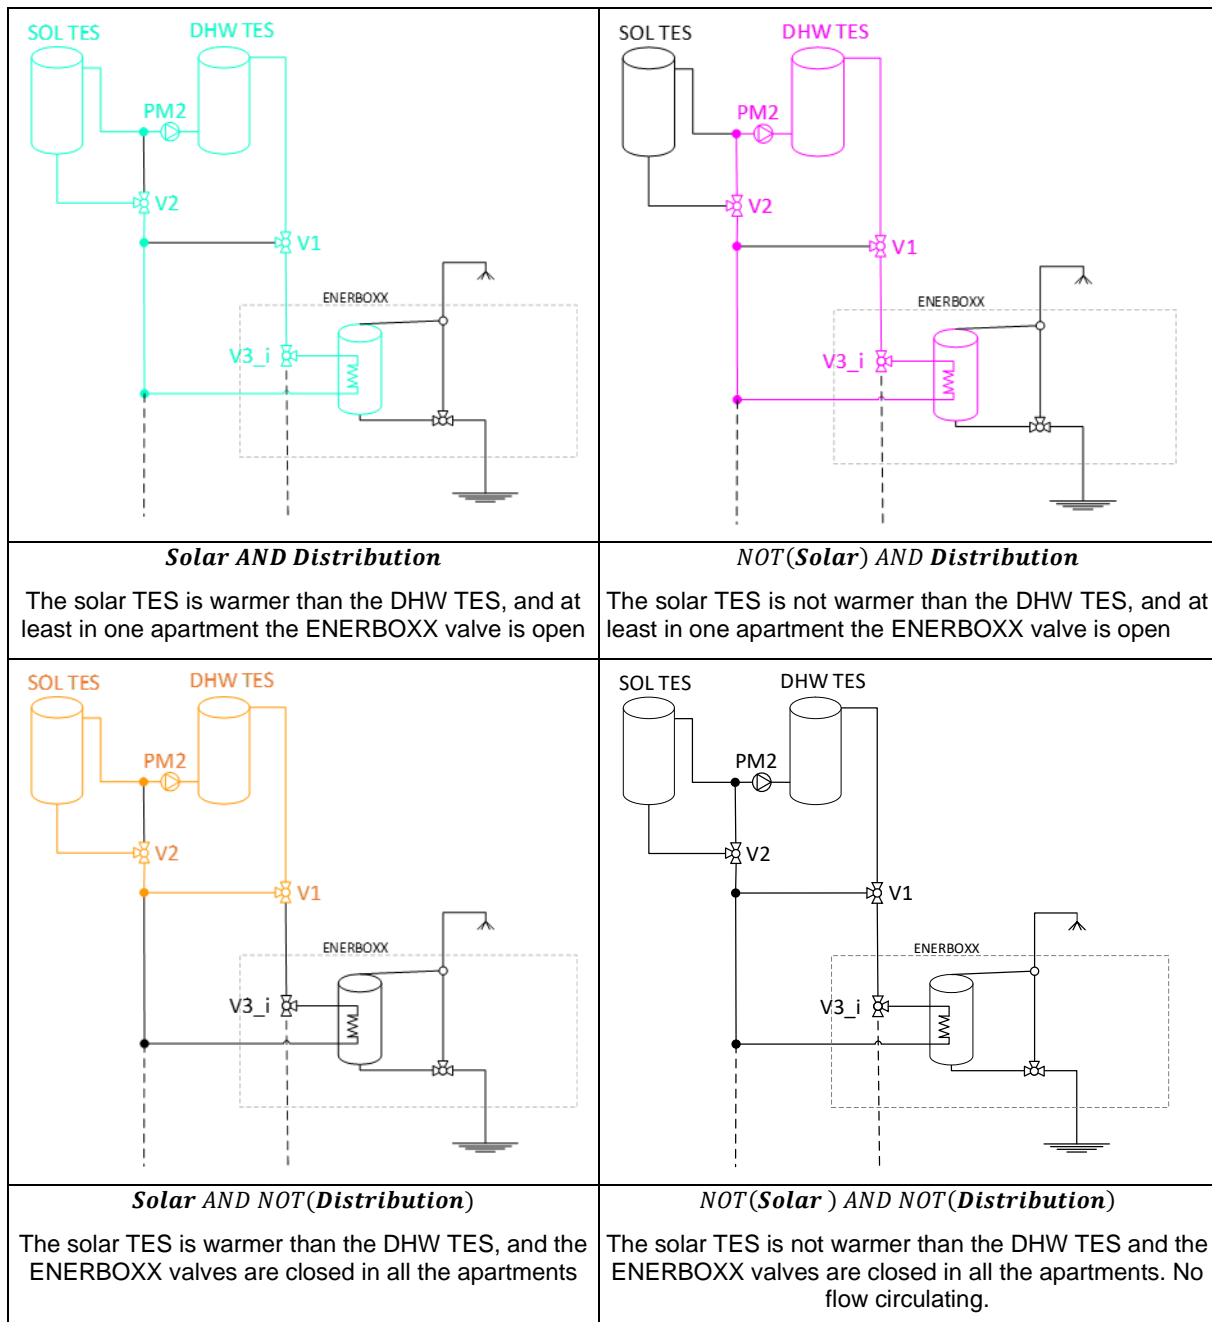 SOL TES
DHW TES
PM2
V2
V1
ENERBOXX
V3_i
SOL TES
DHW TES
PM2
V2
V1
ENERBOXX
V3_i
Solar AND Distribution
The solar TES is warmer than the DHW TES, and at
least in one apartment the ENERBOXX valve is open
NOT(Solar) AND Distribution
The solar TES is not warmer than the DHW TES, and at
least in one apartment the ENERBOXX valve is open
SOL TES
DHW TES
PM2
V2
V1
ENERBOXX
V3_i
SOL TES
DHW TES
PM2
V2
V1
ENERBOXX
V3_i
Solar AND NOT(Distribution)
The solar TES is warmer than the DHW TES, and the
ENERBOXX valves are closed in all the apartments
NOT(Solar ) AND NOT(Distribution)
The solar TES is not warmer than the DHW TES and the
ENERBOXX valves are closed in all the apartments. No
flow circulating.